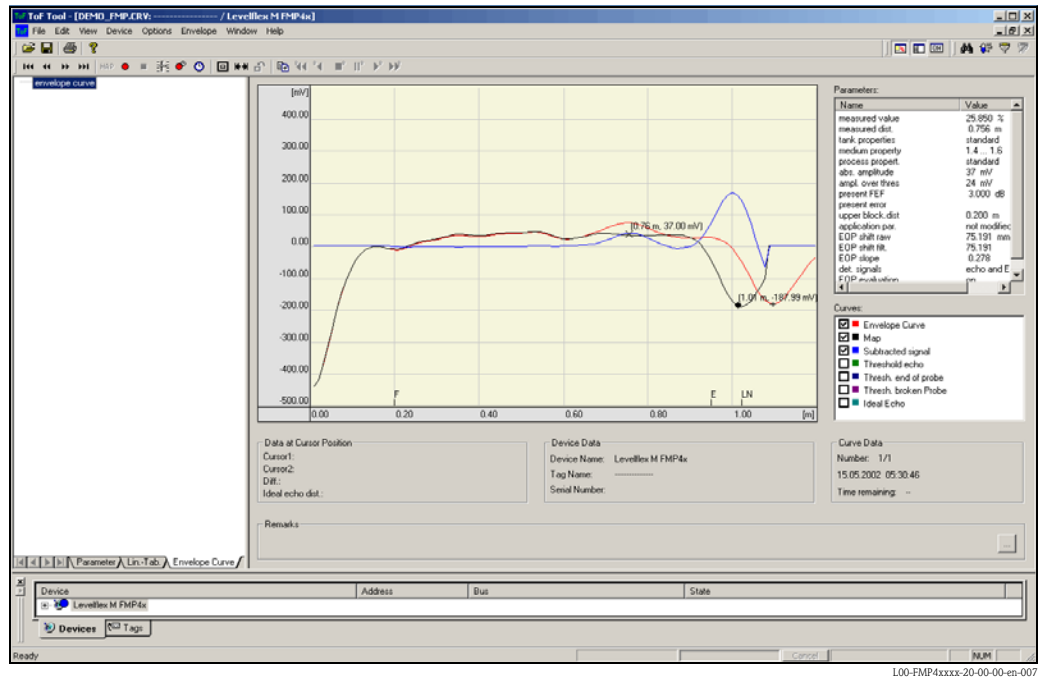 ToF Tool - [DEMO_FMP.CRV: ---------------- / Levelflex M FMP4x]
File Edit View Device Options Envelope Window Help
MAP
envelope curve
[mV]
400.00
300.00
200.00
100.00
0.00
-100.00
-200.00
-300.00
-400.00
-500.00
[0.76 m, 37.00 mV]
[1.01 m, -187.99 mV]
F E LN
0.00 0.20 0.40 0.60 0.80 1.00 [m]
Parameters:
Name Value
measured value 25.850 %
measured dist. 0.756 m
tank properties standard
medium property 1.4 ... 1.6
process propert. standard
abs. amplitude 37 mV
ampl. over thres 24 mV
present FEF 3.000 dB
present error
upper block.dist 0.200 m
application par. not modified
EOP shift raw 75.191 mm
EOP shift filt. 75.191
EOP slope 0.278
det. signals echo and E
EOP evaluation on
Curves:
Envelope Curve
Map
Subtracted signal
Threshold echo
Thresh. end of probe
Thresh. broken Probe
Ideal Echo
Data at Cursor Position
Cursor1:
Cursor2:
Diff.:
Ideal echo dist.:
Device Data
Device Name: Levelflex M FMP4x
Tag Name: ----------------
Serial Number:
Curve Data
Number: 1/1
15.05.2002 05:30:46
Time remaining: --
Remarks
...
Parameter Lin.-Tab. Envelope Curve
Device Address Bus State
Levelflex M FMP4x
Devices Tags
Ready Cancel NUM
L00-FMP4xxxx-20-00-00-en-007